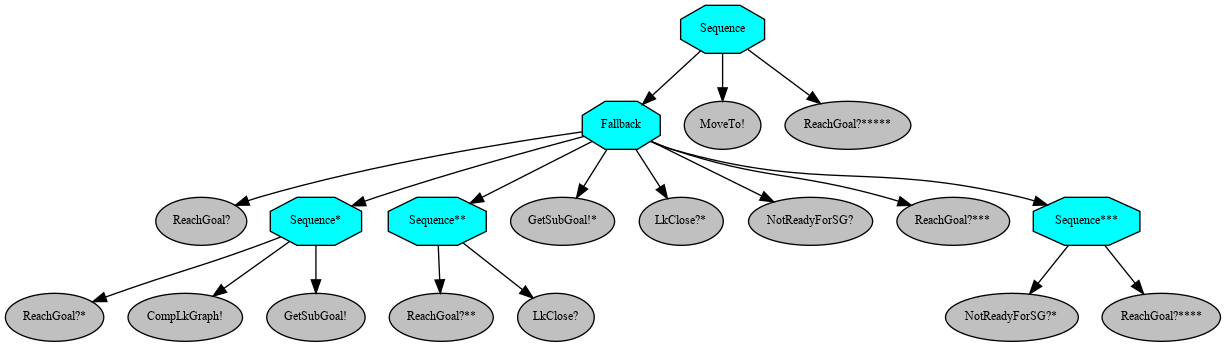 Sequence
Fallback
MoveTo!
ReachGoal?*****
ReachGoal?
Sequence*
Sequence**
GetSubGoal!*
LkClose?*
NotReadyForSG?
ReachGoal?***
Sequence***
ReachGoal?*
CompLkGraph!
GetSubGoal!
ReachGoal?**
LkClose?
NotReadyForSG?*
ReachGoal?****